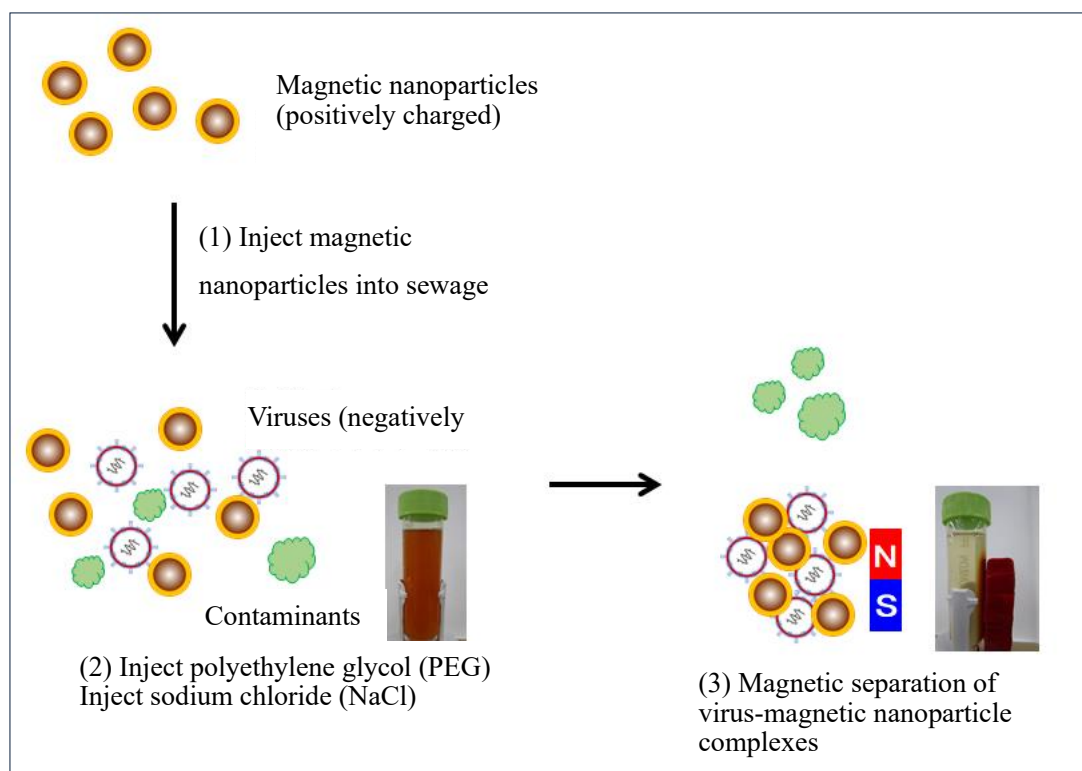 Magnetic nanoparticles
(positively charged)
(1) Inject magnetic
nanoparticles into sewage
Viruses (negatively
Contaminants
(2) Inject polyethylene glycol (PEG)
Inject sodium chloride (NaCl)
N
S
(3) Magnetic separation of
virus-magnetic nanoparticle
complexes